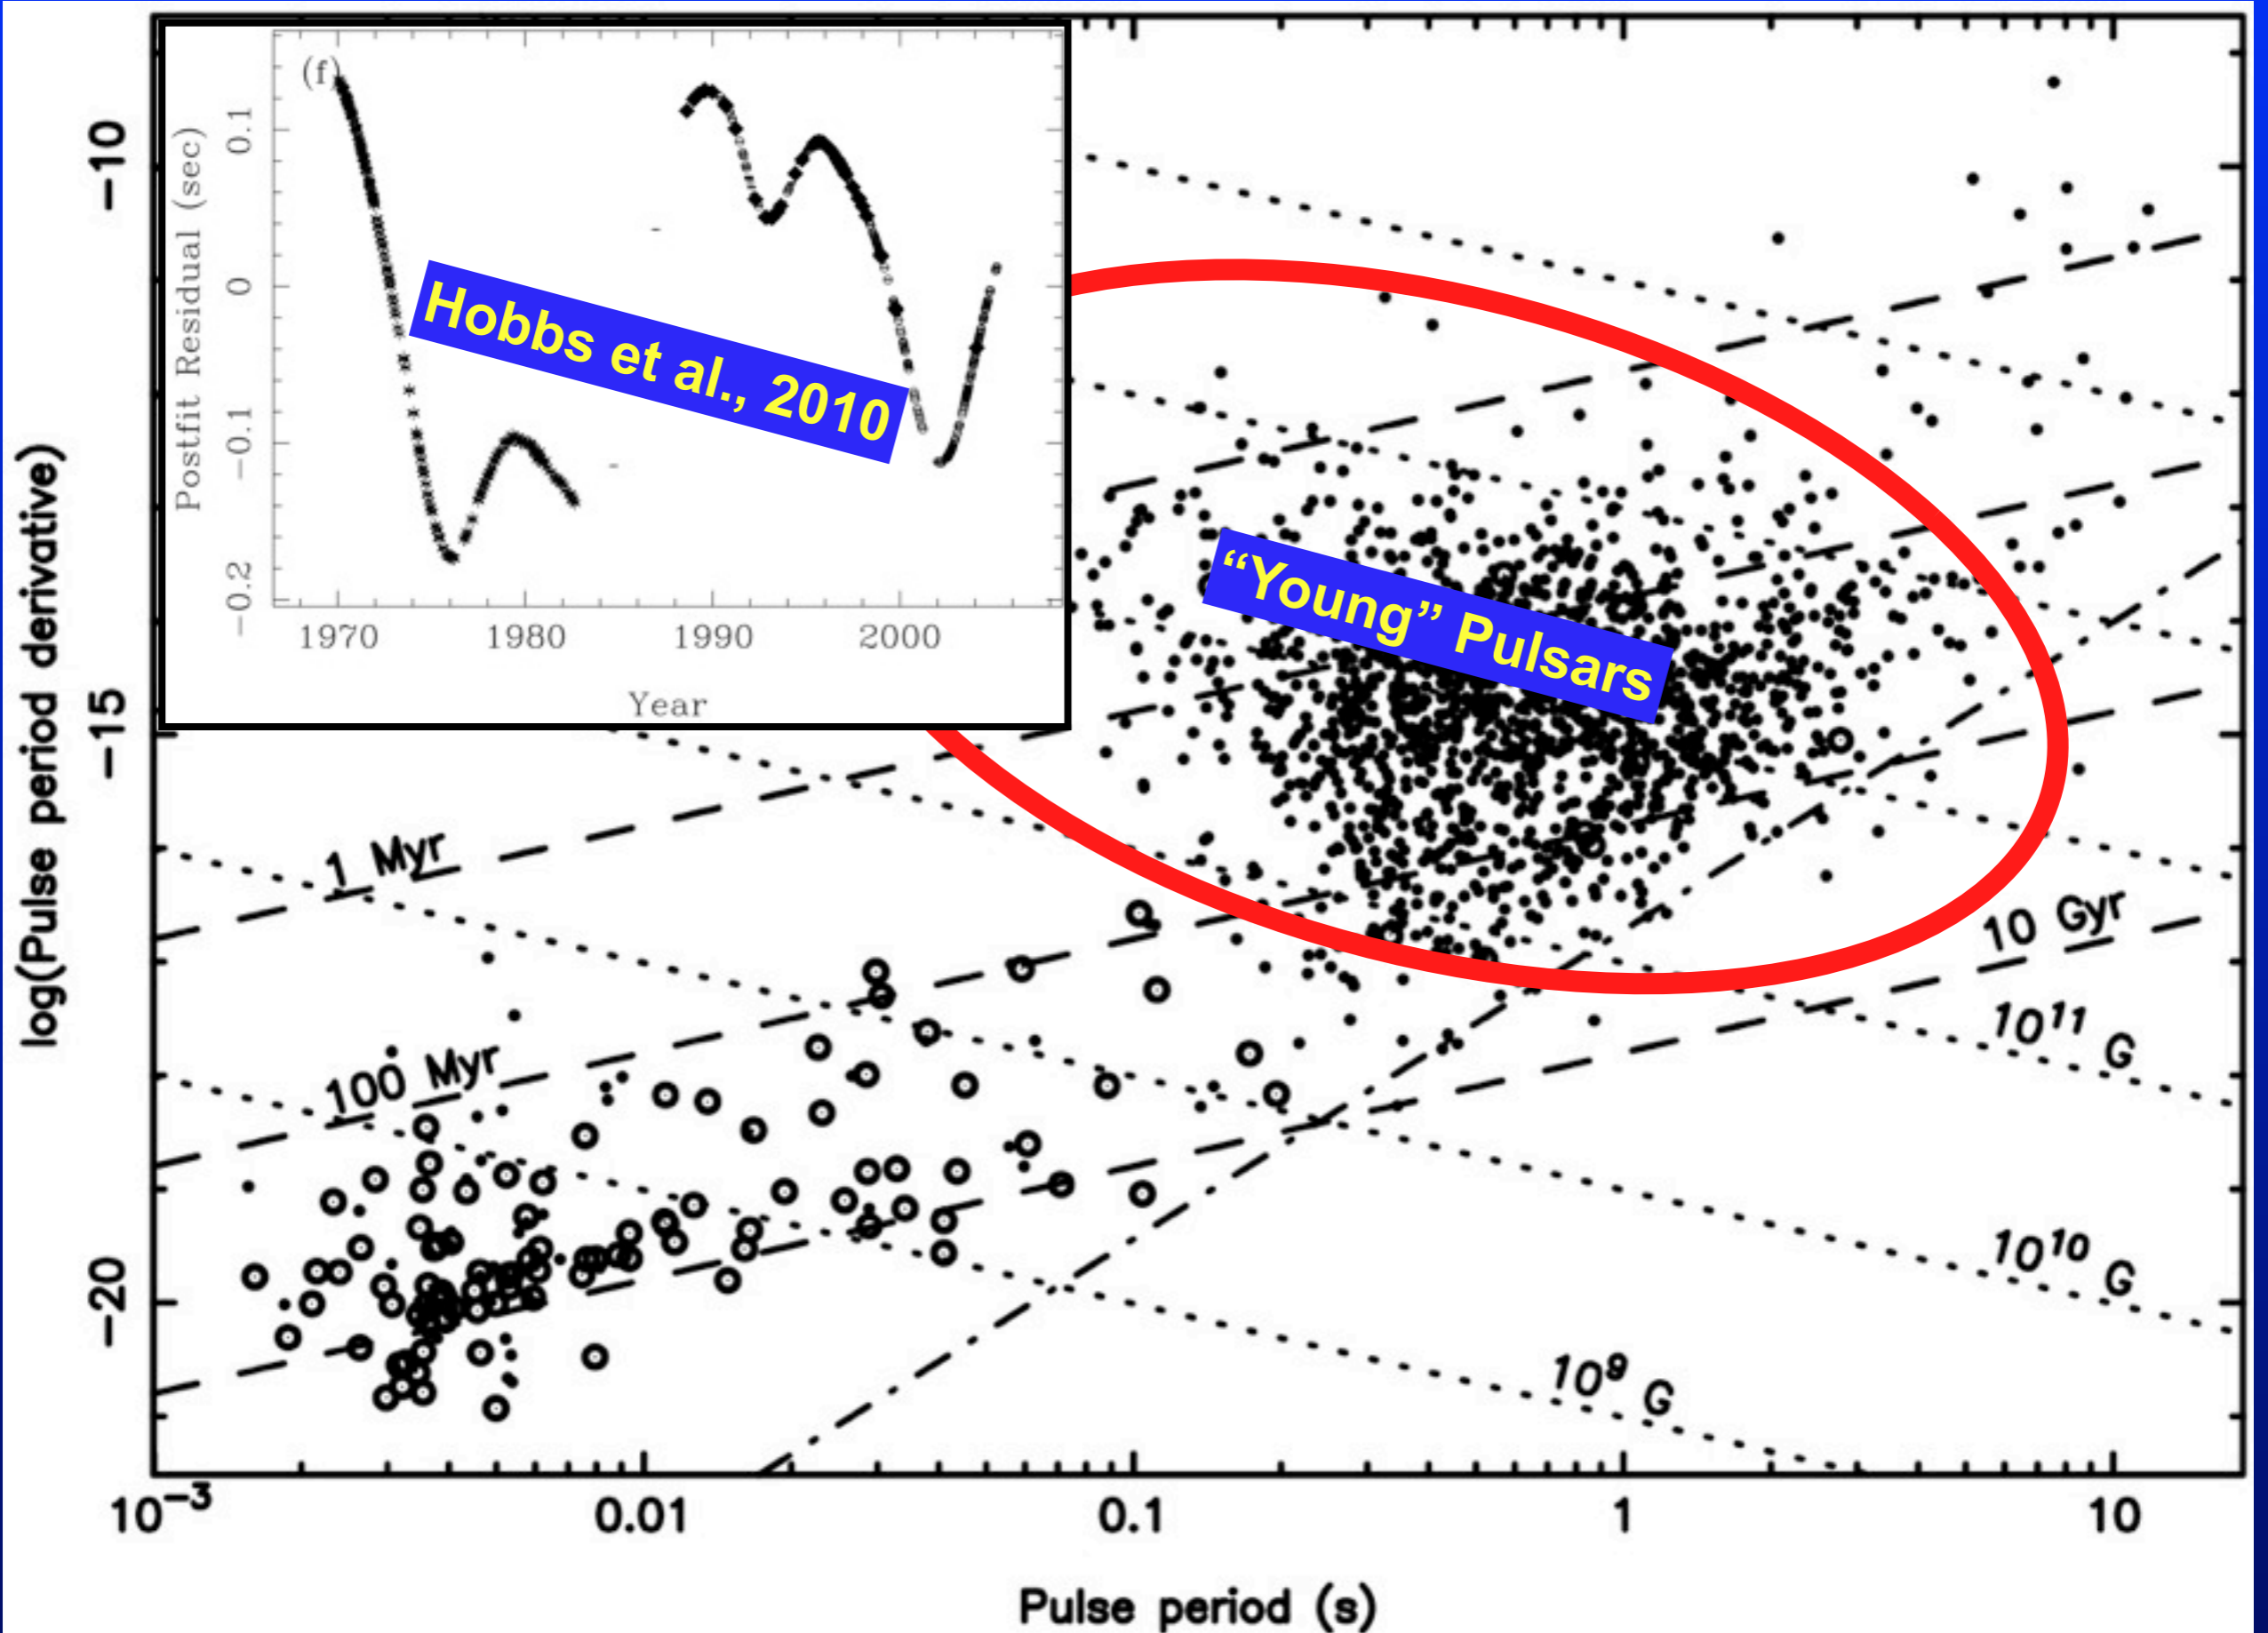 (f)
Postfit Residual (sec)
0.1
0
−0.1
−0.2
1970 1980 1990 2000
Year
Hobbs et al., 2010
“Young” Pulsars
log(Pulse period derivative)
−10
−15
−20
1 Myr
100 Myr
10 Gyr
10¹¹ G
10¹⁰ G
10⁹ G
10⁻³ 0.01 0.1 1 10
Pulse period (s)